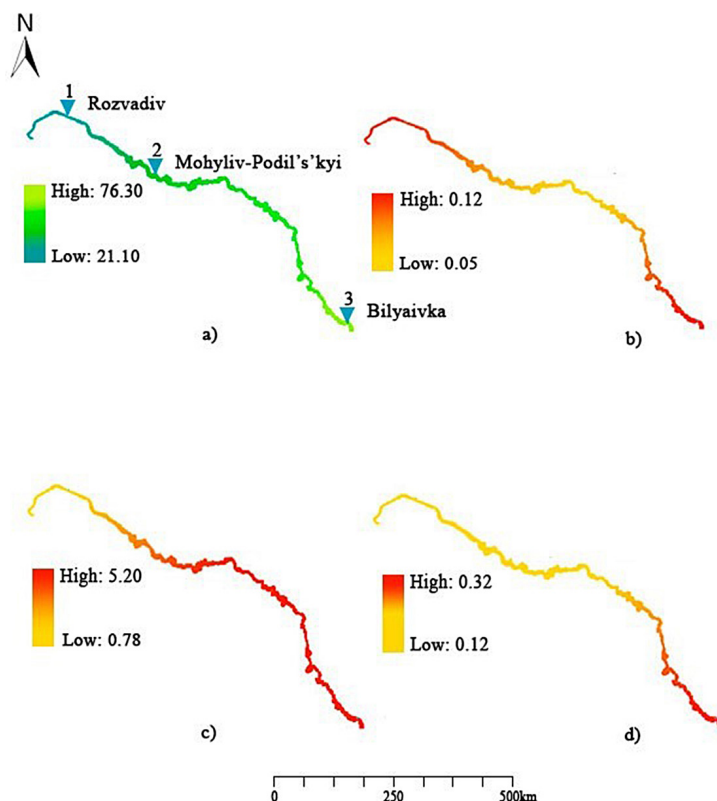 N
1
Rozvadiv
2
Mohyliv-Podil's'kyi
High: 76.30
Low: 21.10
3
Bilyaivka
a)
High: 0.12
Low: 0.05
b)
High: 5.20
Low: 0.78
c)
High: 0.32
Low: 0.12
d)
0 250 500km